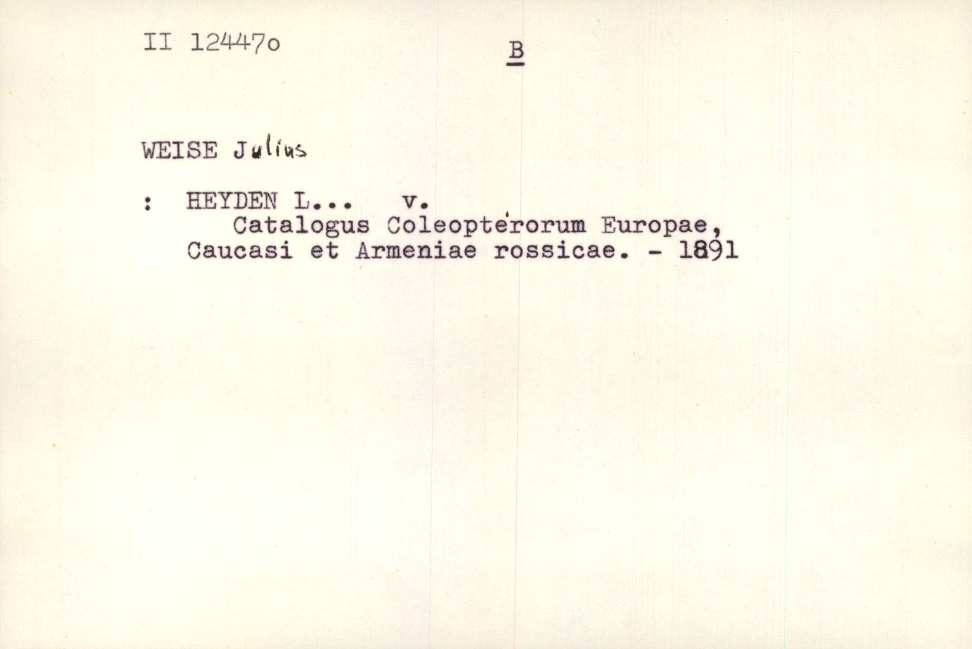 II 124470
B
WEISE Julius
: HEYDEN L... v.
Catalogus Coleopterorum Europae,
Caucasi et Armeniae rossicae. - 1891